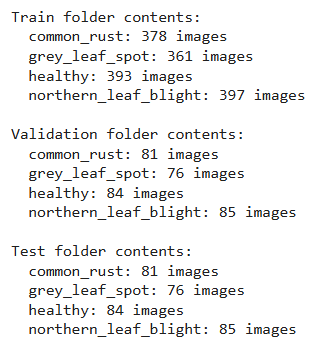 Train folder contents:
  common_rust: 378 images
  grey_leaf_spot: 361 images
  healthy: 393 images
  northern_leaf_blight: 397 images

Validation folder contents:
  common_rust: 81 images
  grey_leaf_spot: 76 images
  healthy: 84 images
  northern_leaf_blight: 85 images

Test folder contents:
  common_rust: 81 images
  grey_leaf_spot: 76 images
  healthy: 84 images
  northern_leaf_blight: 85 images